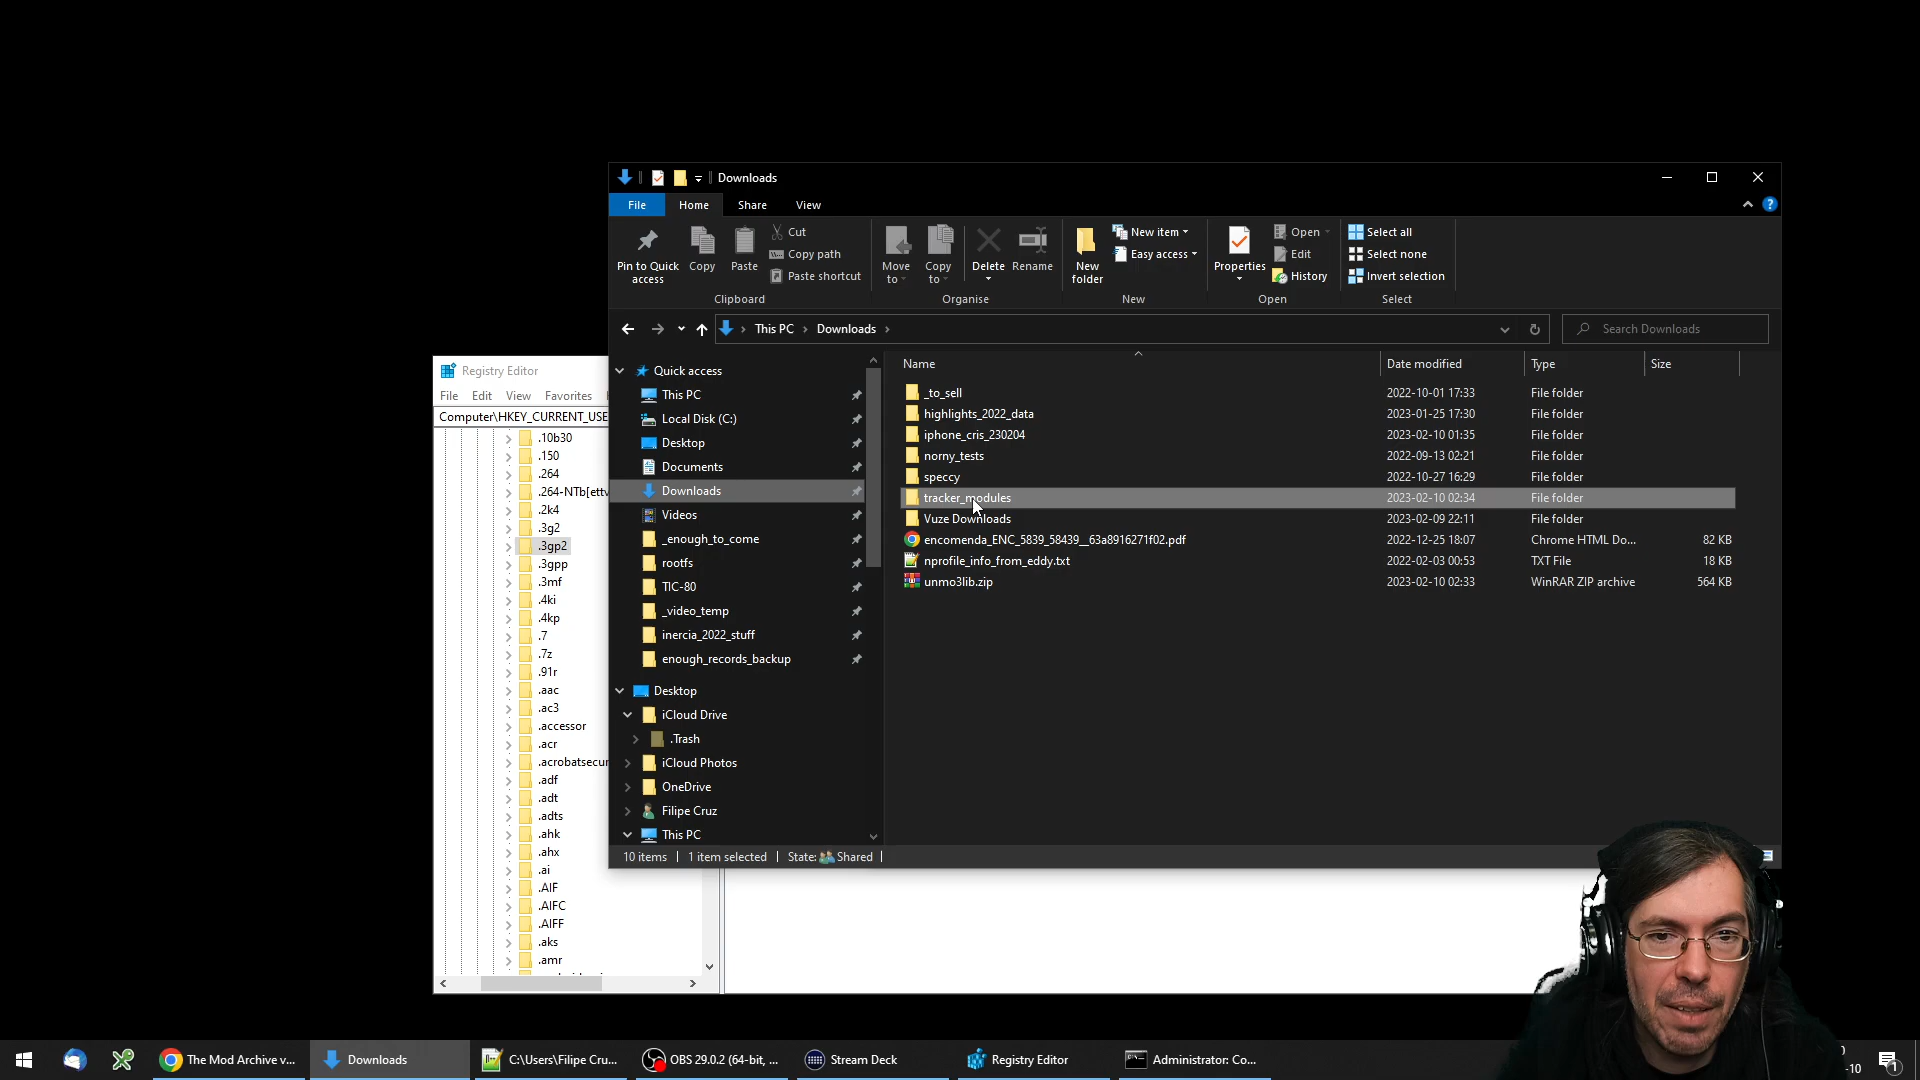 Downloads
File
Home
Share
View
Pin to Quick access
Copy
Paste
Cut
Copy path
Paste shortcut
Clipboard
Move to
Copy to
Delete
Rename
Organise
New folder
New item
Easy access
New
Properties
Open
Edit
History
Open
Select all
Select none
Invert selection
Select
This PC
Downloads
Search Downloads
Quick access
This PC
Local Disk (C:)
Desktop
Documents
Downloads
Videos
_enough_to_come
rootfs
TIC-80
_video_temp
inercia_2022_stuff
enough_records_backup
Desktop
iCloud Drive
.Trash
iCloud Photos
OneDrive
Filipe Cruz
This PC
Name Date modified Type Size
_to_sell 2022-10-01 17:33 File folder
highlights_2022_data 2023-01-25 17:30 File folder
iphone_cris_230204 2023-02-10 01:35 File folder
norny_tests 2022-09-13 02:21 File folder
speccy 2022-10-27 16:29 File folder
tracker_modules 2023-02-10 02:34 File folder
Vuze Downloads 2023-02-09 22:11 File folder
encomenda_ENC_5839_58439__63a8916271f02.pdf 2022-12-25 18:07 Chrome HTML Do... 82 KB
nprofile_info_from_eddy.txt 2022-02-03 00:53 TXT File 18 KB
unmo3lib.zip 2023-02-10 02:33 WinRAR ZIP archive 564 KB
10 items 1 item selected State: Shared
Registry Editor
File Edit View Favorites
Computer\HKEY_CURRENT_USE
.10b30
.150
.264
.264-NTb[ettv
.2k4
.3g2
.3gp2
.3gpp
.3mf
.4ki
.4kp
.7
.7z
.91r
.aac
.ac3
.accessor
.acr
.acrobatsecur
.adf
.adt
.adts
.ahk
.ahx
.ai
.AIF
.AIFC
.AIFF
.aks
.amr
The Mod Archive v...
Downloads
C:\Users\Filipe Cru...
OBS 29.0.2 (64-bit, ...
Stream Deck
Registry Editor
Administrator: Co...
-10
1